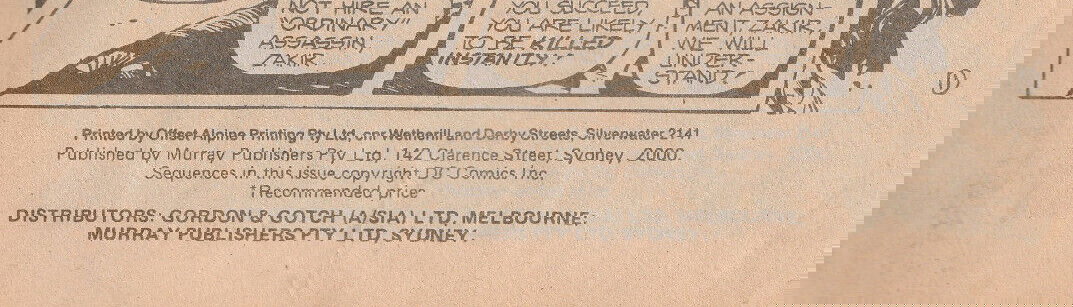 NOT HIRE AN
"ORDINARY"
ASSASSIN,
ZAKIR.
YOU SUCCEED,
YOU ARE LIKELY
TO BE KILLED
INSTANTLY.
AN ASSIGN-
MENT, ZAKIR,
WE WILL
UNDER-
STAND."
Printed by Offset Alpine Printing Pty Ltd, cnr Wetherill and Derby Streets, Silverwater 2141
Published by Murray Publishers Pty Ltd. 142 Clarence Street, Sydney, 2000.
Sequences in this issue copyright DC Comics Inc.
*Recommended price
DISTRIBUTORS: GORDON & GOTCH (A/SIA) LTD, MELBOURNE;
MURRAY PUBLISHERS PTY LTD, SYDNEY.